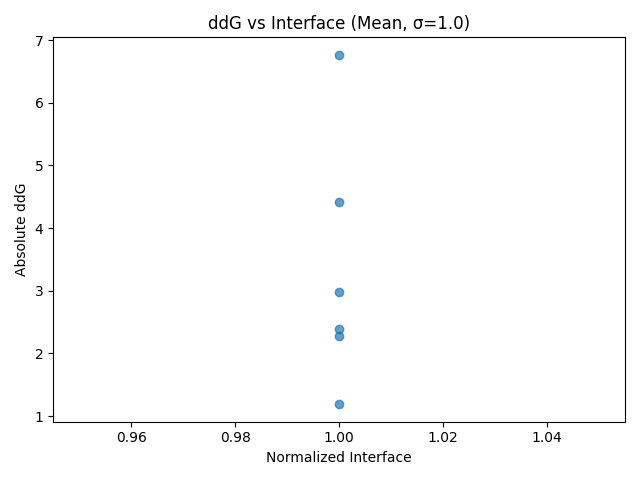 ddG vs Interface (Mean, σ=1.0)
Absolute ddG
7
6
5
4
3
2
1
0.96 0.98 1.00 1.02 1.04
Normalized Interface